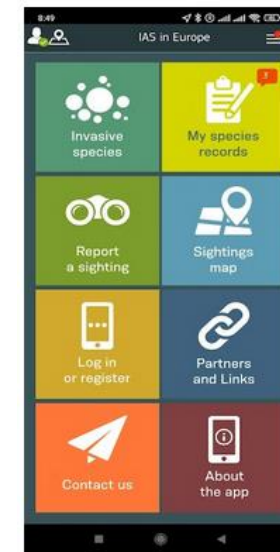 8:49
IAS in Europe
Invasive
species
3
My species
records
Report
a sighting
Sightings
map
Log in
or register
Partners
and Links
Contact us
About
the app